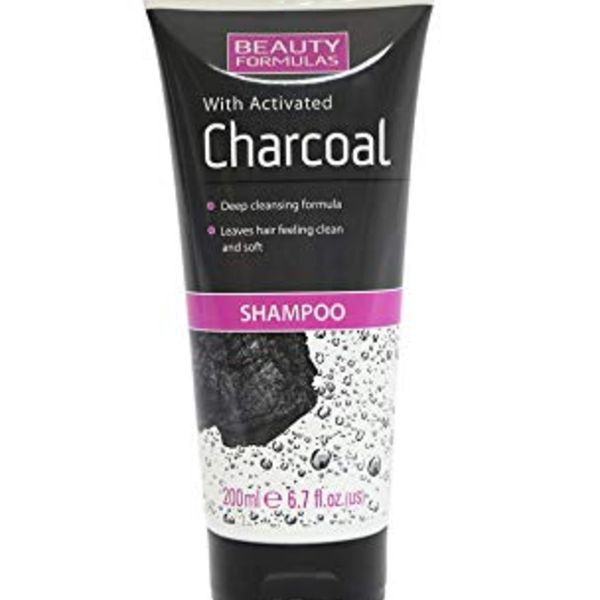 BEAUTY
FORMULAS
With Activated
Charcoal
Deep cleansing formula
Leaves hair feeling clean
and soft
SHAMPOO
200ml e 6.7 fl.oz.(US)